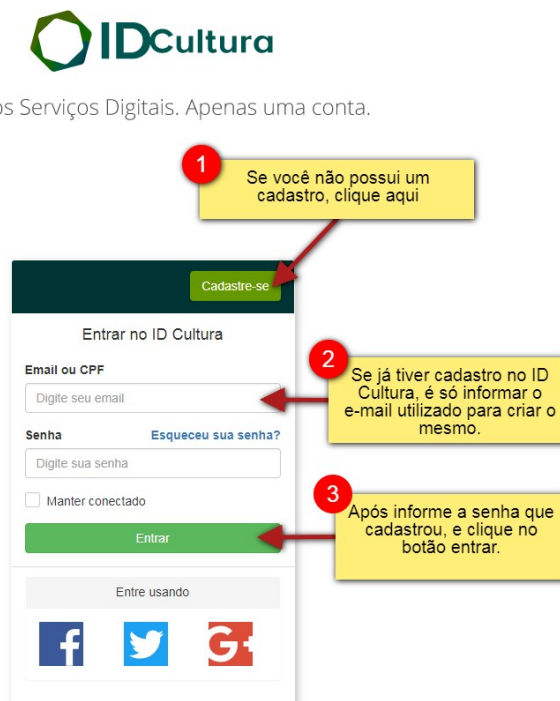 IDCultura
os Serviços Digitais. Apenas uma conta.
1
Se você não possui um
cadastro, clique aqui
Cadastre-se
Entrar no ID Cultura
Email ou CPF
Digite seu email
2
Se já tiver cadastro no ID
Cultura, é só informar o
e-mail utilizado para criar o
mesmo.
Senha Esqueceu sua senha?
Digite sua senha
Manter conectado
3
Após informe a senha que
cadastrou, e clique no
botão entrar.
Entrar
Entre usando
f
G+